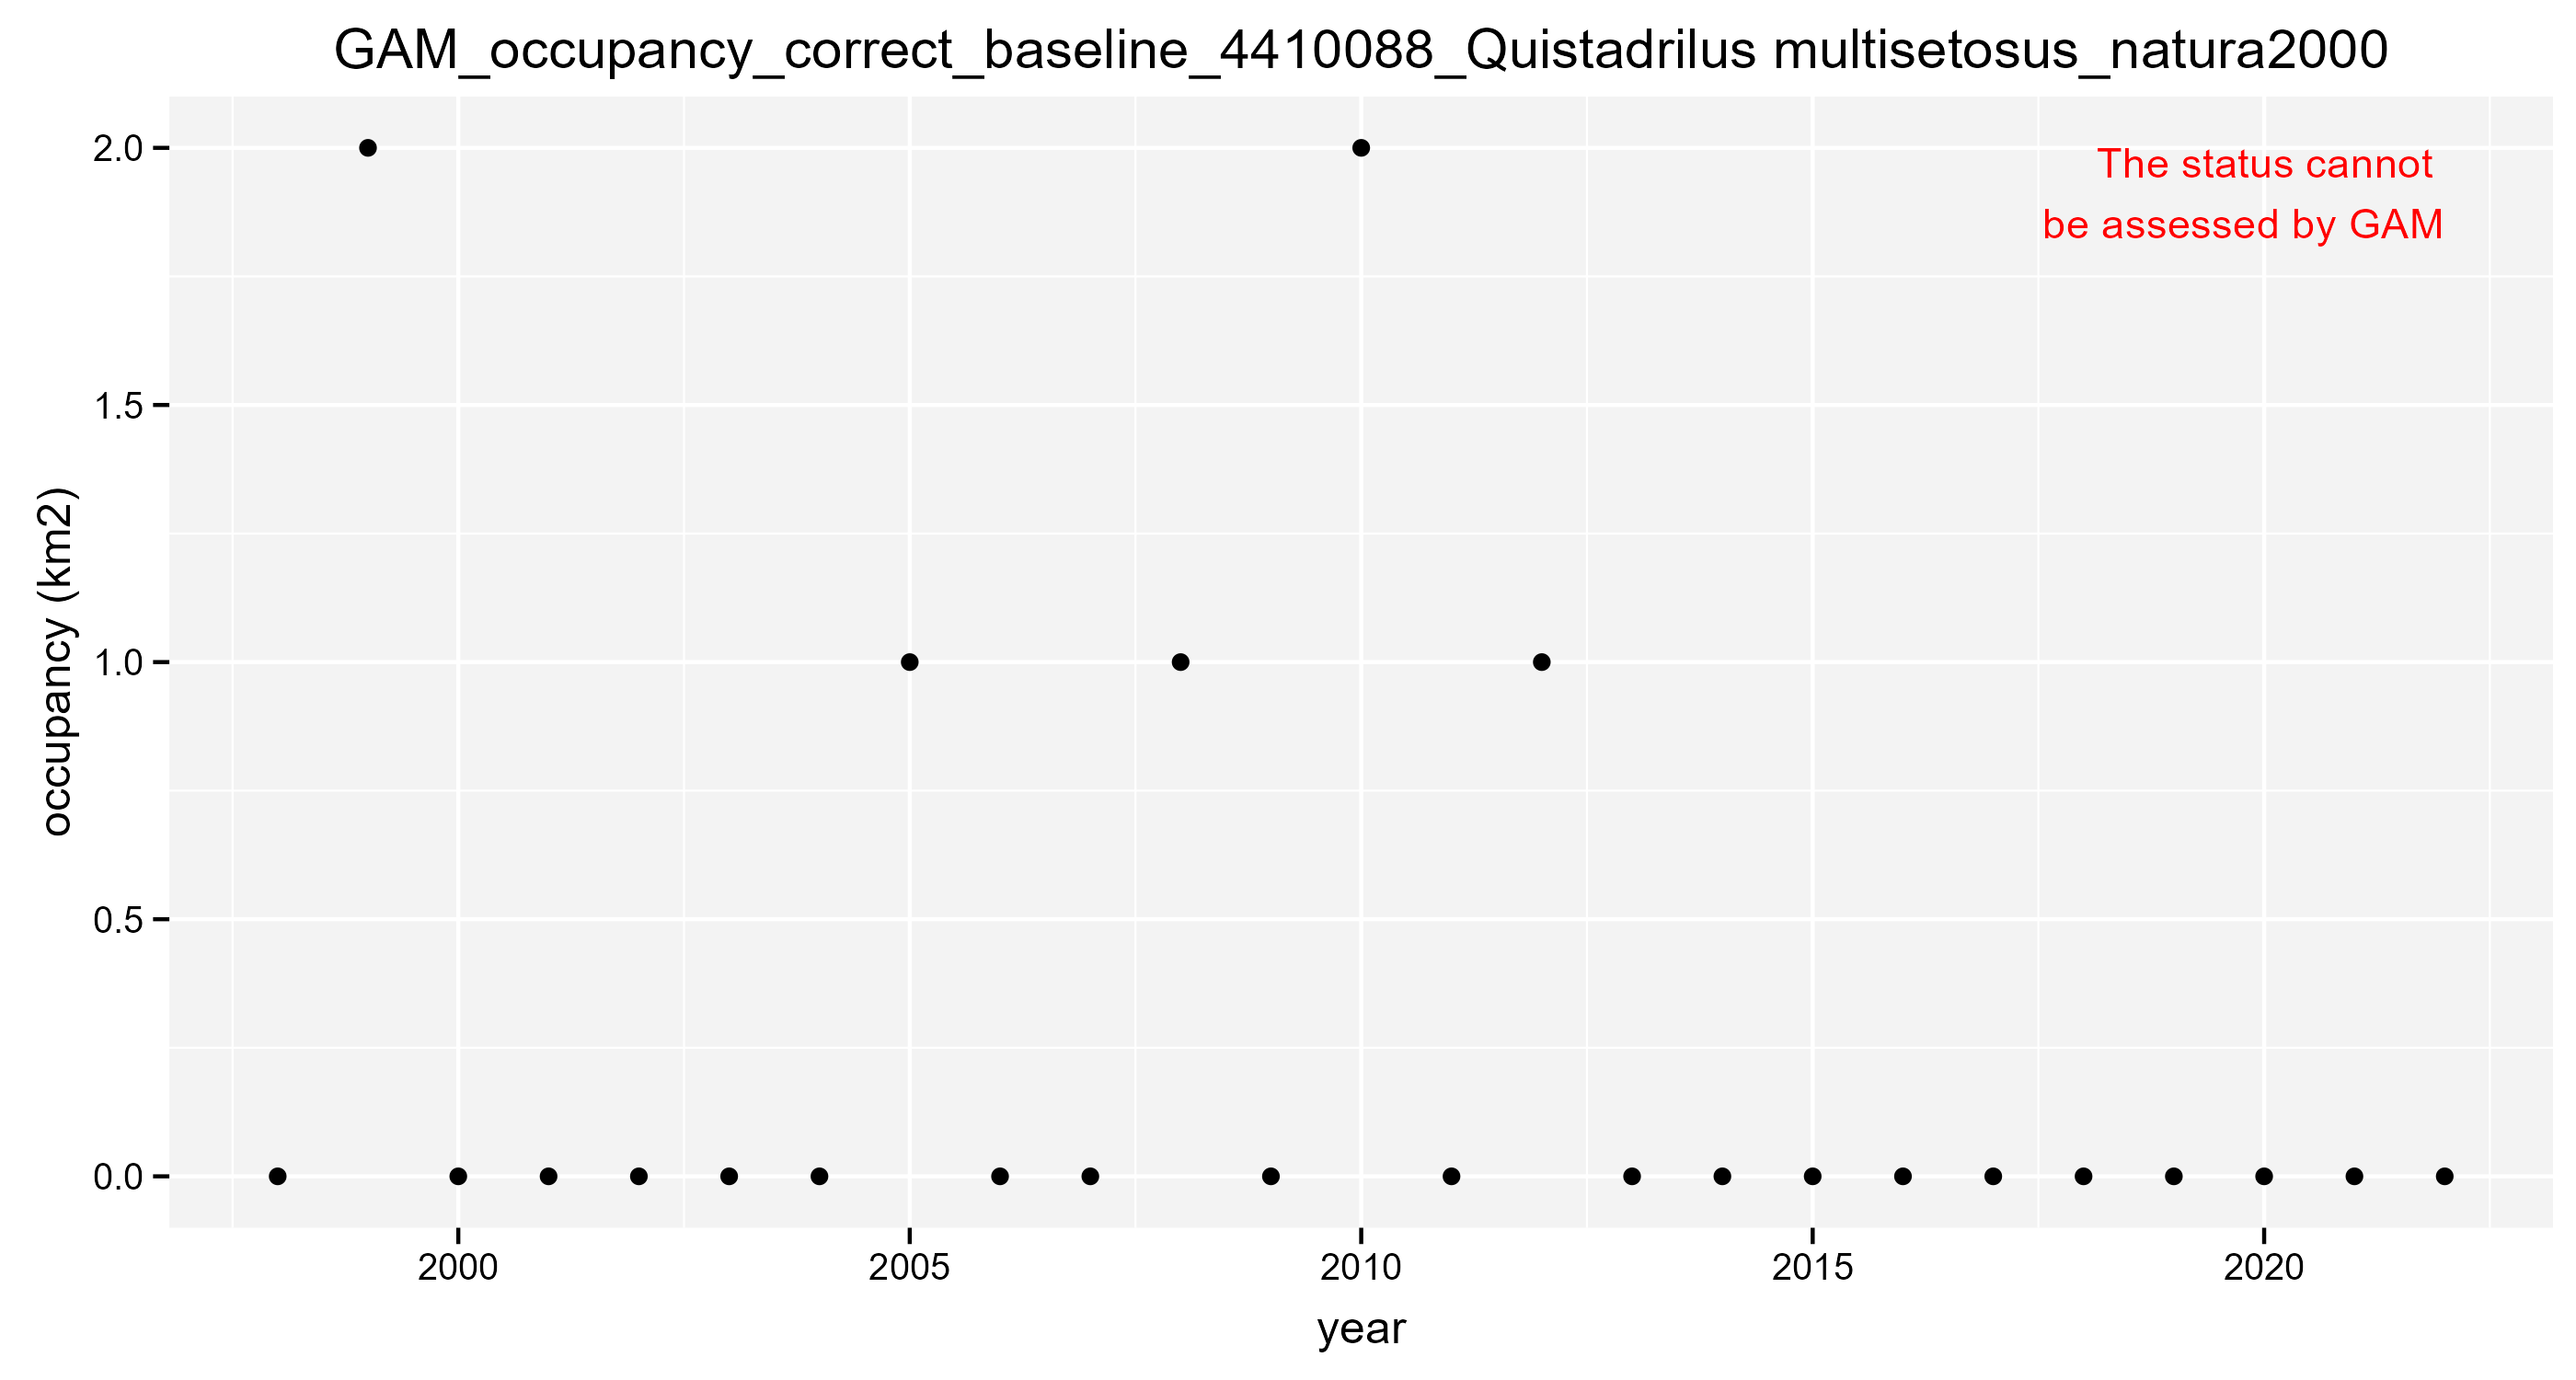 GAM_occupancy_correct_baseline_4410088_Quistadrilus multisetosus_natura2000
The status cannot
be assessed by GAM
occupancy (km2)
2.0
1.5
1.0
0.5
0.0
2000 2005 2010 2015 2020
year